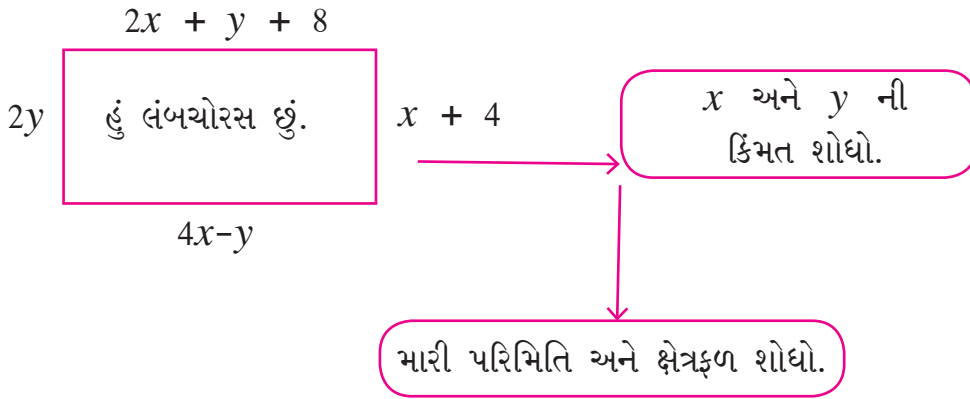 2x + y + 8
2y
હું લંબચોરસ છું.
x + 4
4x-y
x અને y ની
કિંમત શોધો.
મારી પરિમિતિ અને ક્ષેત્રફળ શોધો.